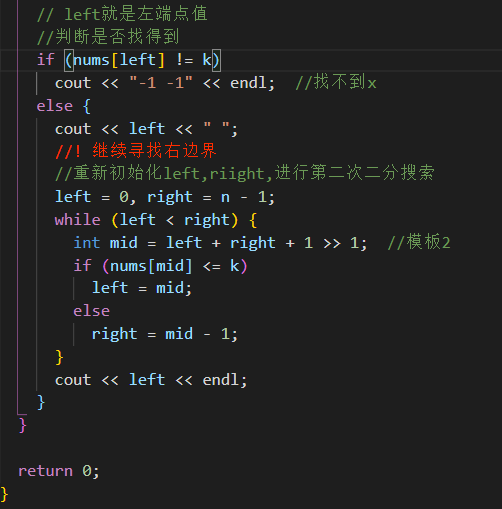 // left就是左端点值
//判断是否找得到
if (nums[left] != k)
cout << "-1 -1" << endl;  //找不到x
else {
cout << left << " ";
//! 继续寻找右边界
//重新初始化left,riight,进行第二次二分搜索
left = 0, right = n - 1;
while (left < right) {
int mid = left + right + 1 >> 1;  //模板2
if (nums[mid] <= k)
left = mid;
else
right = mid - 1;
}
cout << left << endl;
}
}
return 0;
}